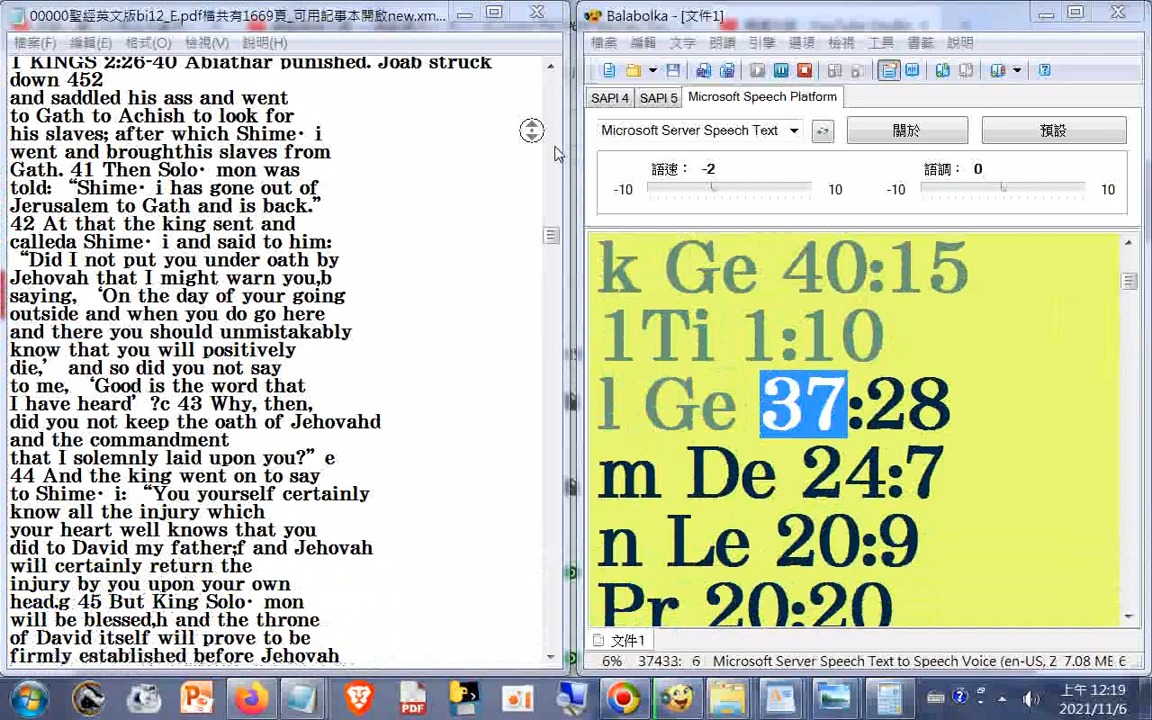 00000聖經英文版bi12_E.pdf檔共有1669頁_可用記事本開啟new.xm...
檔案(F) 編輯(E) 格式(O) 檢視(V) 說明(H)
1 KINGS 2:26-40 Abiathar punished. Joab struck
down 452
and saddled his ass and went
to Gath to Achish to look for
his slaves; after which Shime· i
went and broughthis slaves from
Gath. 41 Then Solo· mon was
told: “Shime· i has gone out of
Jerusalem to Gath and is back.”
42 At that the king sent and
calleda Shime· i and said to him:
“Did I not put you under oath by
Jehovah that I might warn you,b
saying, ‘On the day of your going
outside and when you do go here
and there you should unmistakably
know that you will positively
die,’ and so did you not say
to me, ‘Good is the word that
I have heard’ ?c 43 Why, then,
did you not keep the oath of Jehovahd
and the commandment
that I solemnly laid upon you?” e
44 And the king went on to say
to Shime· i: “You yourself certainly
know all the injury which
your heart well knows that you
did to David my father;f and Jehovah
will certainly return the
injury by you upon your own
head.g 45 But King Solo· mon
will be blessed,h and the throne
of David itself will prove to be
firmly established before Jehovah
Balabolka - [文件1]
檔案 編輯 文字 朗讀 引擎 選項 檢視 工具 書籤 說明
SAPI 4 SAPI 5 Microsoft Speech Platform
Microsoft Server Speech Text 關於 預設
語速： -2 語調： 0
-10 10 -10 10
k Ge 40:15
1Ti 1:10
l Ge 37:28
m De 24:7
n Le 20:9
Pr 20:20
文件1
6% 37433: 6 Microsoft Server Speech Text to Speech Voice (en-US, Z 7.08 MB 6
上午 12:19
2021/11/6